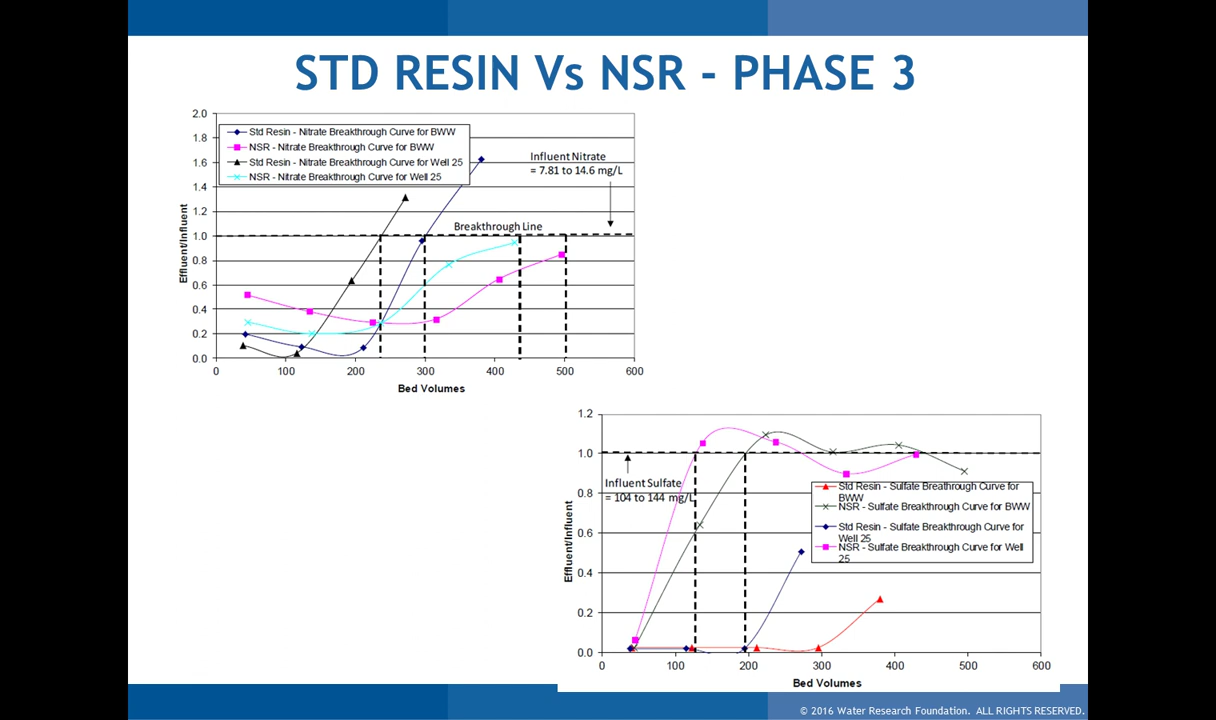 STD RESIN Vs NSR - PHASE 3
2.0
1.8
1.6
1.4
1.2
1.0
0.8
0.6
0.4
0.2
0.0
Effluent/Influent
Std Resin - Nitrate Breakthrough Curve for BWW
NSR - Nitrate Breakthrough Curve for BWW
Std Resin - Nitrate Breakthrough Curve for Well 25
NSR - Nitrate Breakthrough Curve for Well 25
Influent Nitrate
= 7.81 to 14.6 mg/L
Breakthrough Line
0 100 200 300 400 500 600
Bed Volumes
1.2
1.0
0.8
0.6
0.4
0.2
0.0
Effluent/Influent
Influent Sulfate
= 104 to 144 mg/L
Std Resin - Sulfate Breathrough Curve for
BWW
NSR - Sulfate Breakthrough Curve for BWW
Std Resin - Sulfate Breakthrough Curve for
Well 25
NSR - Sulfate Breakthrough Curve for Well
25
0 100 200 300 400 500 600
Bed Volumes
© 2016 Water Research Foundation. ALL RIGHTS RESERVED.